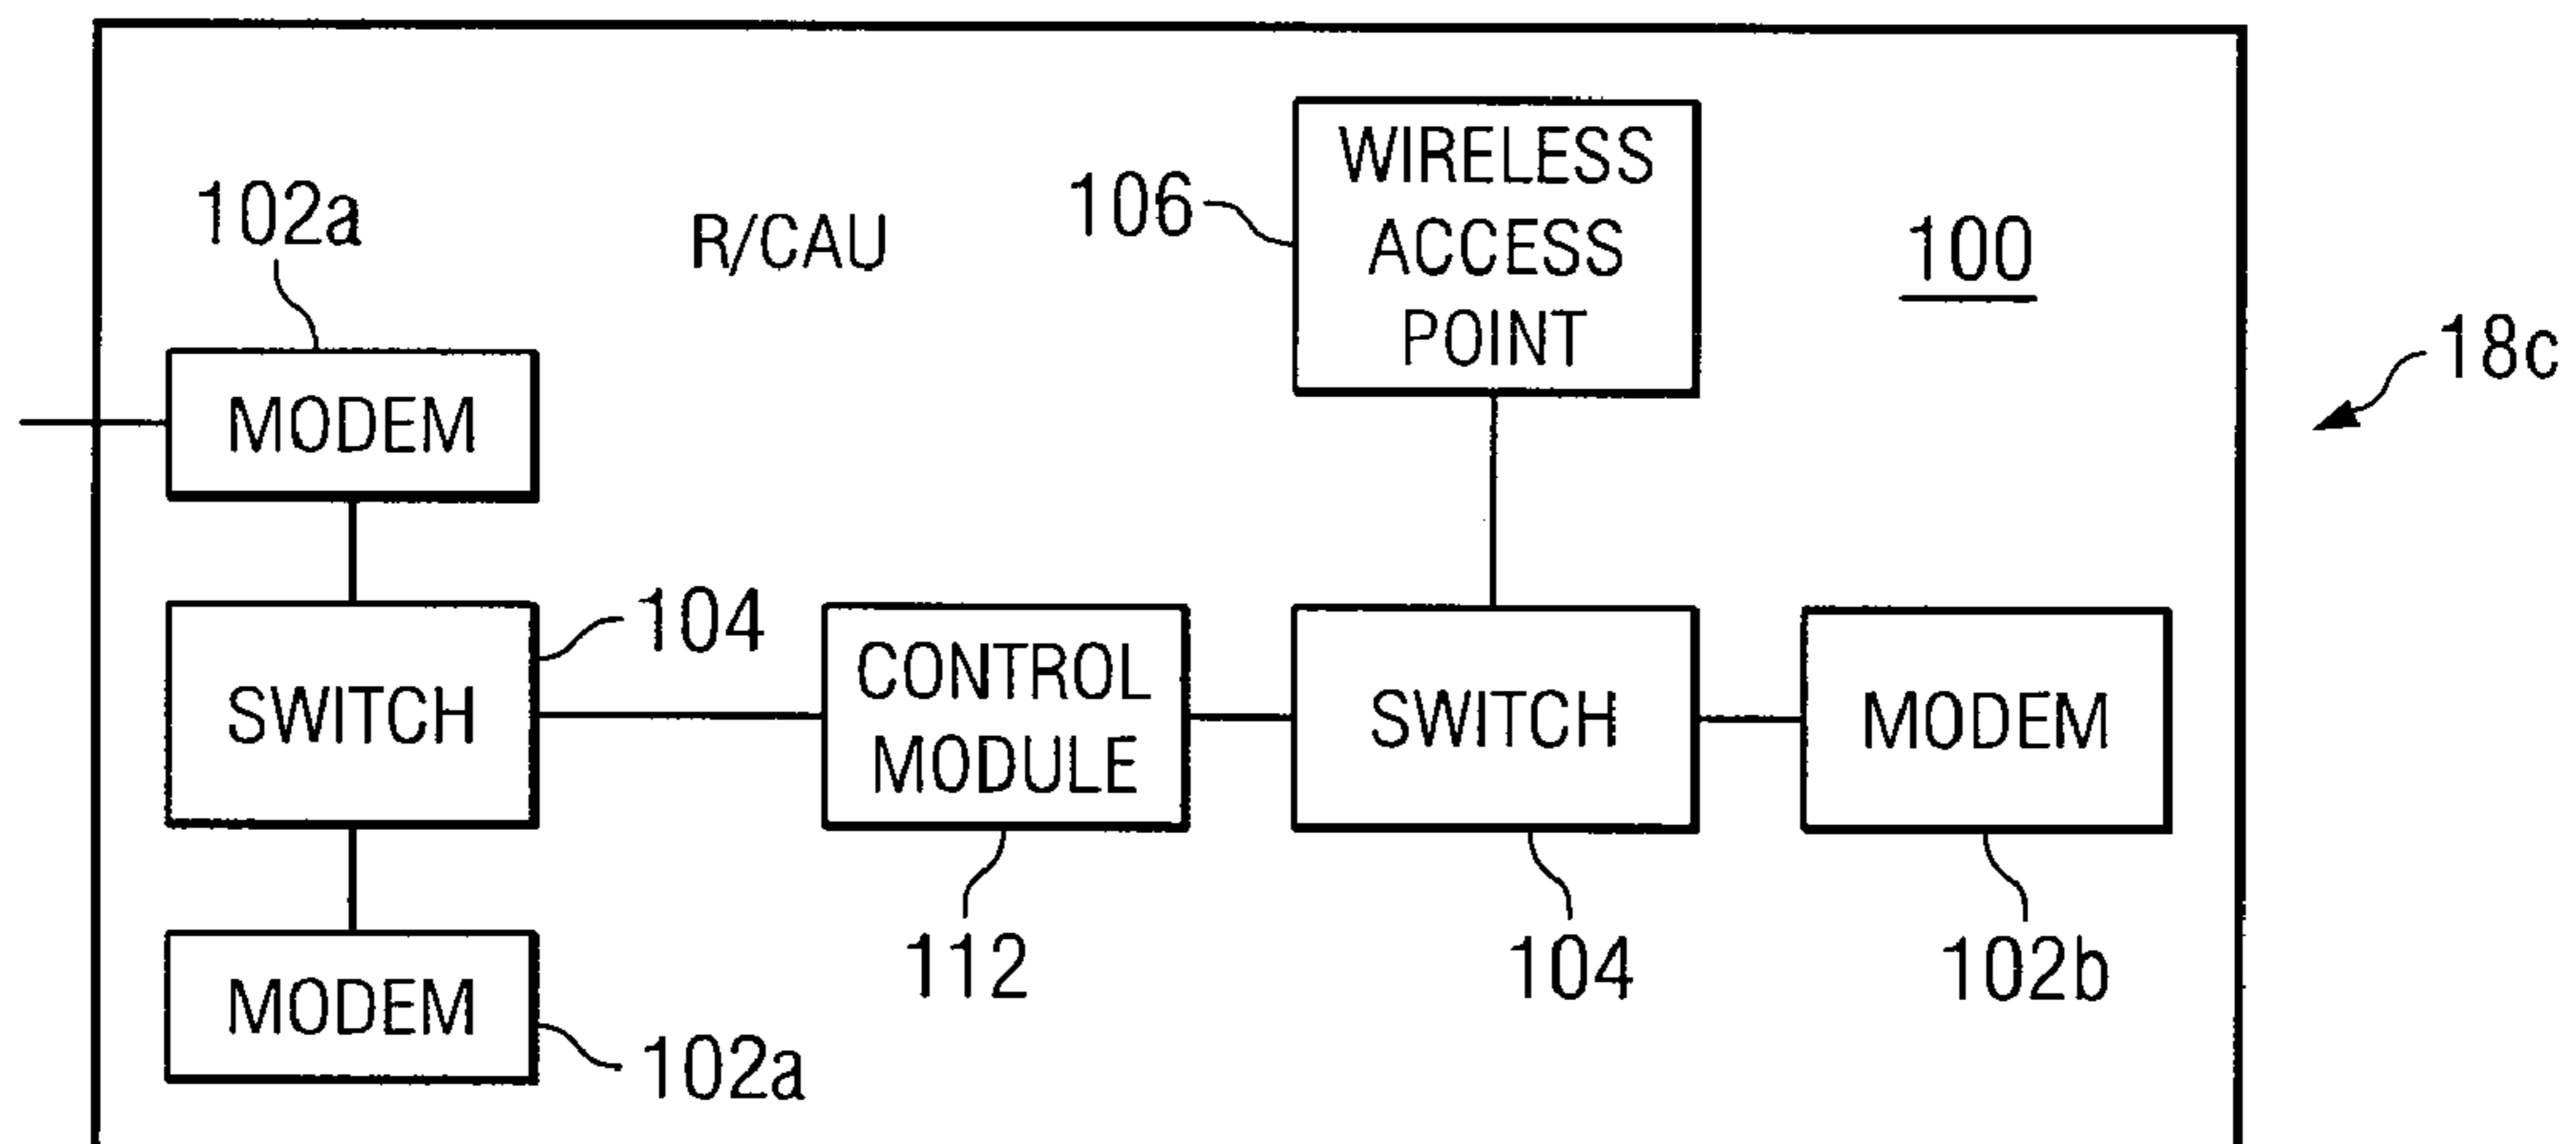 102a
R/CAU
106
WIRELESS
ACCESS
POINT
100
18c
MODEM
104
SWITCH
CONTROL
MODULE
SWITCH
MODEM
112
104
102b
MODEM
102a